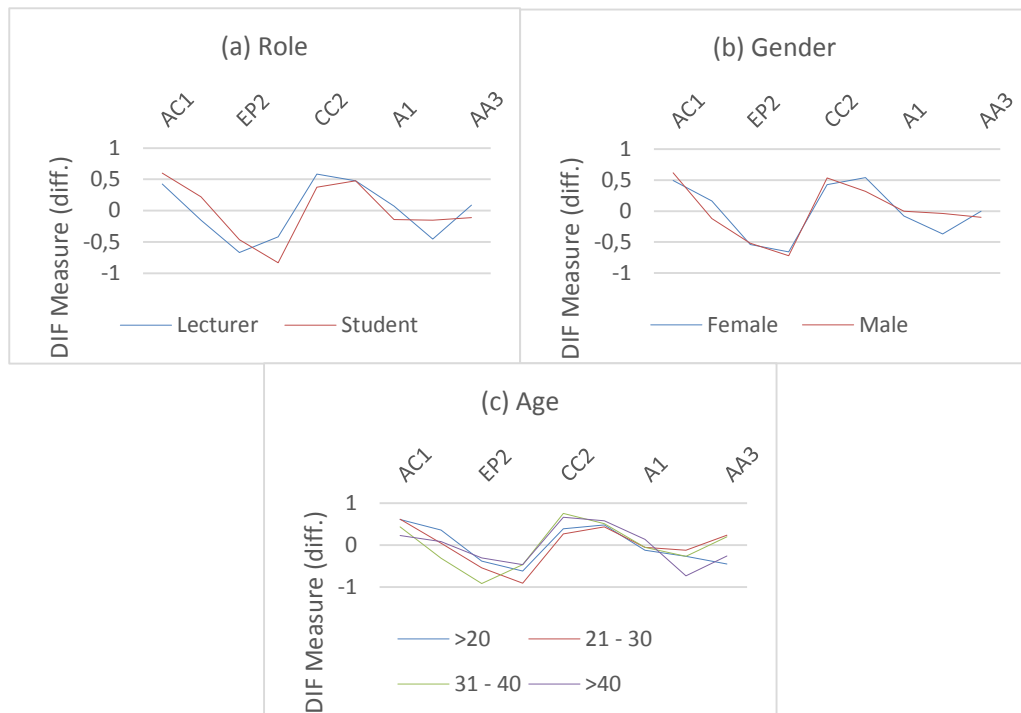 (a) Role
AC1 EP2 CC2 A1 AA3
DIF Measure (diff.)
1
0,5
0
-0,5
-1
Lecturer Student
(b) Gender
AC1 EP2 CC2 A1 AA3
DIF Measure (diff.)
1
0,5
0
-0,5
-1
Female Male
(c) Age
AC1 EP2 CC2 A1 AA3
DIF Measure (diff.)
1
0
-1
>20 21 - 30
31 - 40 >40